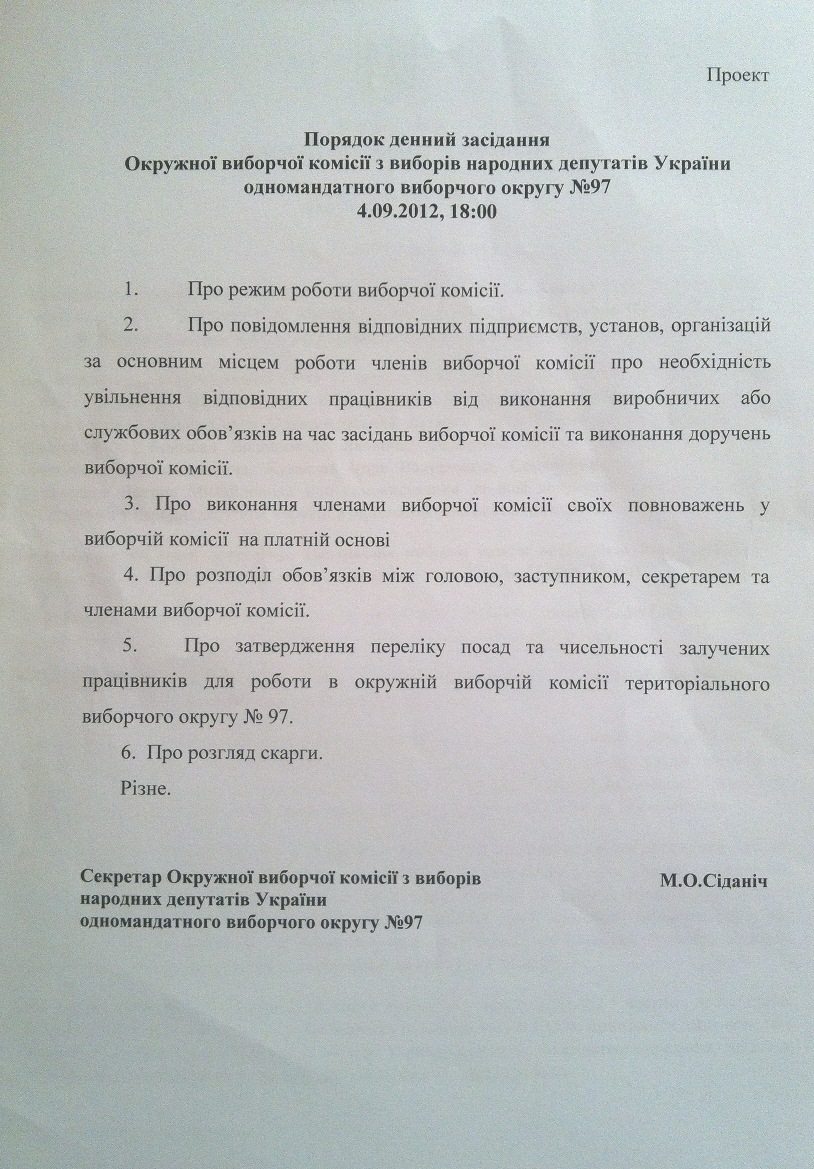 Проект
Порядок денний засідання
Окружної виборчої комісії з виборів народних депутатів України
одномандатного виборчого округу №97
4.09.2012, 18:00
1. Про режим роботи виборчої комісії.
2. Про повідомлення відповідних підприємств, установ, організацій
за основним місцем роботи членів виборчої комісії про необхідність
увільнення відповідних працівників від виконання виробничих або
службових обов’язків на час засідань виборчої комісії та виконання доручень
виборчої комісії.
3. Про виконання членами виборчої комісії своїх повноважень у
виборчій комісії на платній основі
4. Про розподіл обов’язків між головою, заступником, секретарем та
членами виборчої комісії.
5. Про затвердження переліку посад та чисельності залучених
працівників для роботи в окружній виборчій комісії територіального
виборчого округу № 97.
6. Про розгляд скарги.
Різне.
Секретар Окружної виборчої комісії з виборів М.О.Сіданіч
народних депутатів України
одномандатного виборчого округу №97